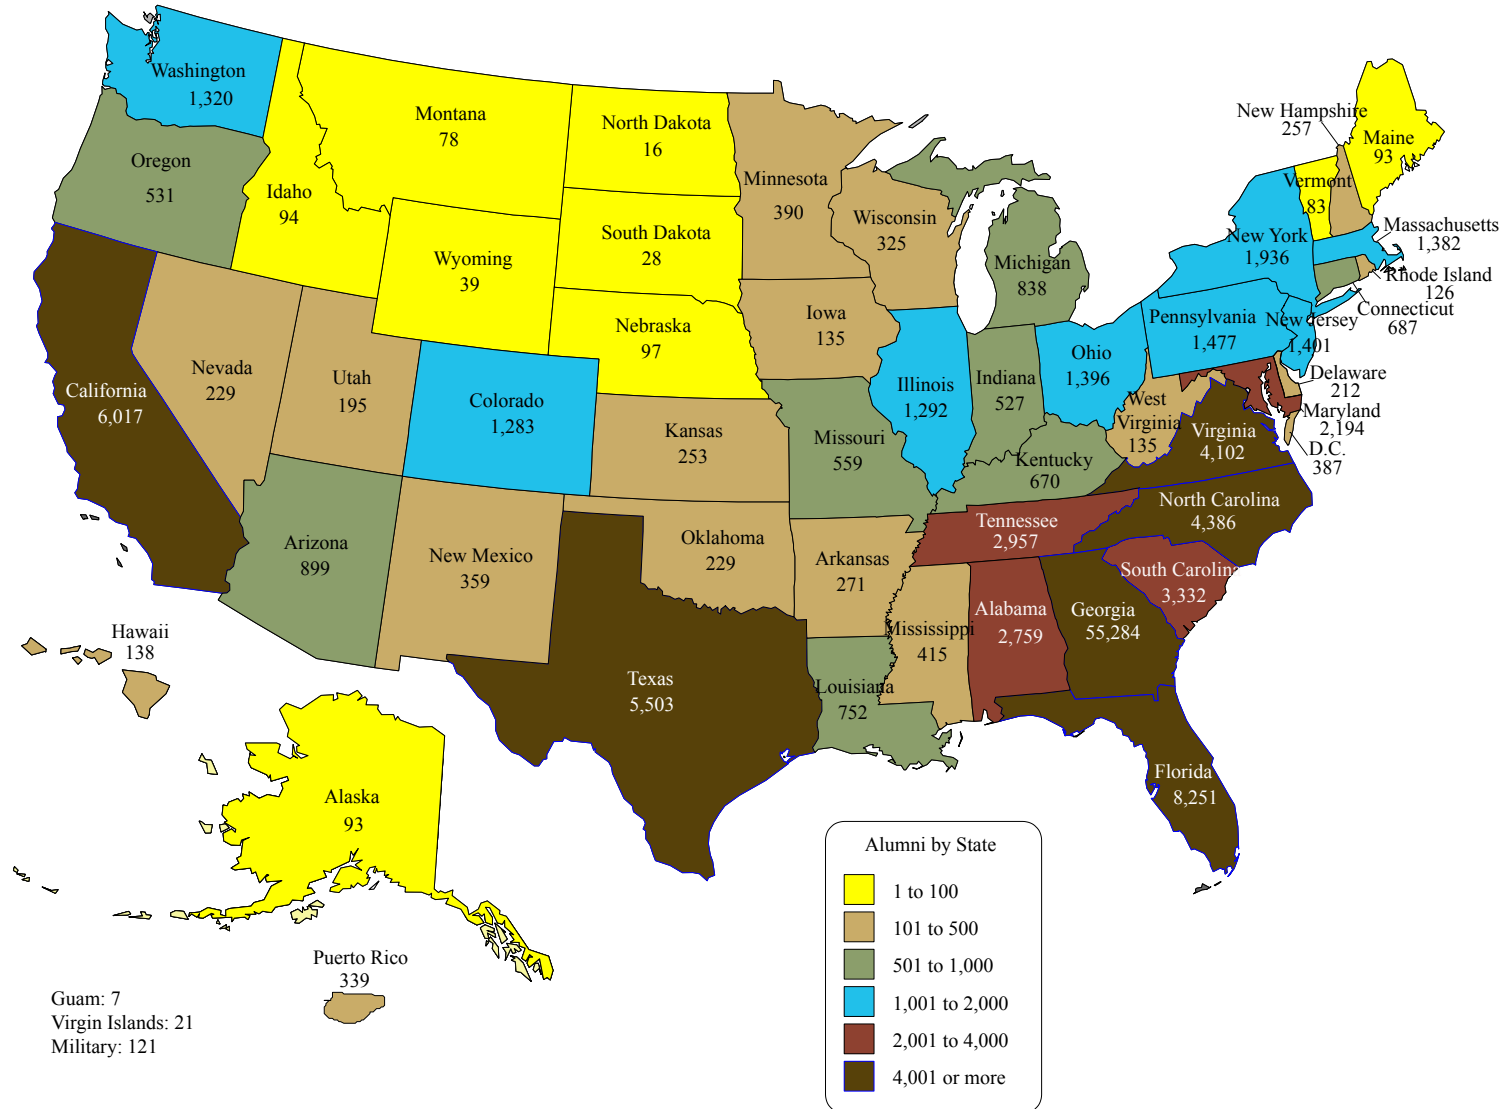 Washington
1,320
Oregon
531
Idaho
94
Montana
78
North Dakota
16
Minnesota
390
Wyoming
39
South Dakota
28
Nebraska
97
Wisconsin
325
Michigan
838
Iowa
135
California
6,017
Nevada
229
Utah
195
Colorado
1,283
Kansas
253
Missouri
559
Illinois
1,292
Indiana
527
Ohio
1,396
Kentucky
670
West
Virginia
135
Virginia
4,102
Pennsylvania
1,477
New York
1,936
Vermont
83
New Hampshire
257
Maine
93
Massachusetts
1,382
Rhode Island
126
Connecticut
687
New Jersey
1,401
Delaware
212
Maryland
2,194
D.C.
387
Arizona
899
New Mexico
359
Oklahoma
229
Arkansas
271
Tennessee
2,957
North Carolina
4,386
South Carolina
3,332
Texas
5,503
Louisiana
752
Mississippi
415
Alabama
2,759
Georgia
55,284
Florida
8,251
Hawaii
138
Alaska
93
Puerto Rico
339
Guam: 7
Virgin Islands: 21
Military: 121
Alumni by State
1 to 100
101 to 500
501 to 1,000
1,001 to 2,000
2,001 to 4,000
4,001 or more